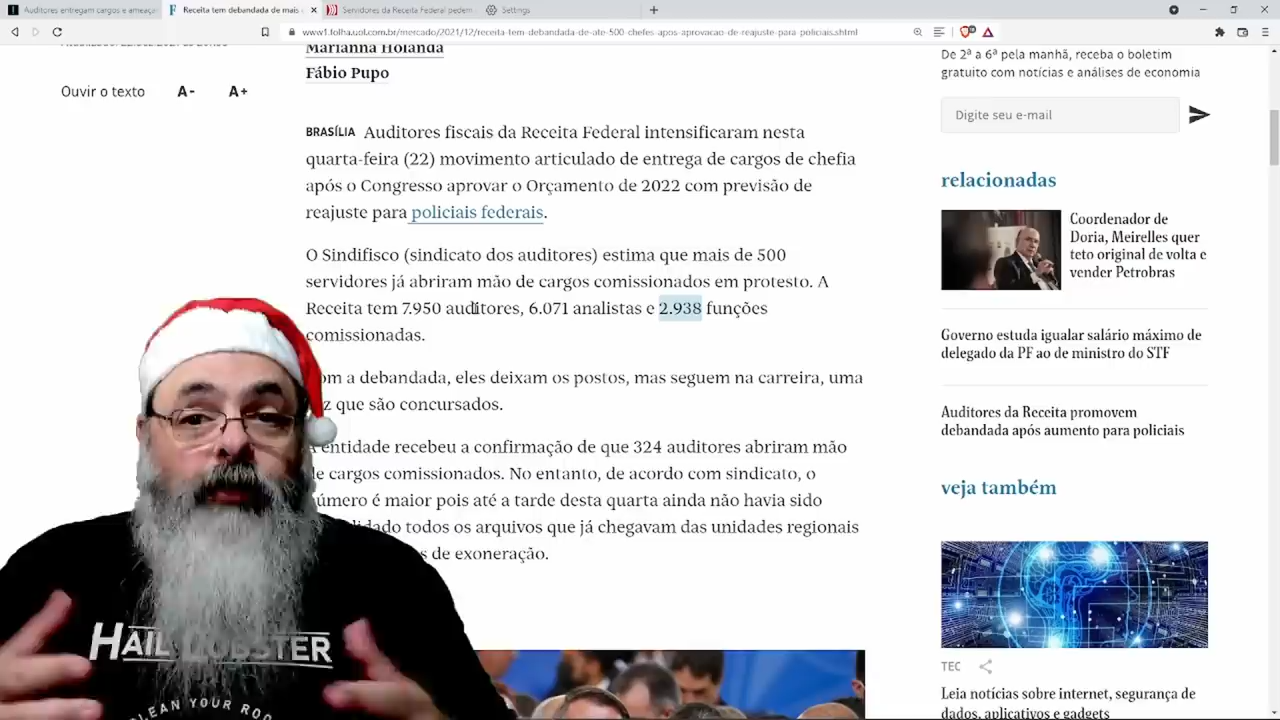 Auditores entregam cargos e ameaçar
Receita tem debandada de mais
Servidores da Receita Federal pedem
Settings
www1.folha.uol.com.br/mercado/2021/12/receita-tem-debandada-de-ate-500-chefes-apos-aprovacao-de-reajuste-para-policiais.shtml
Marianna Holanda
Fábio Pupo
Ouvir o texto A- A+
BRASÍLIA Auditores fiscais da Receita Federal intensificaram nesta
quarta-feira (22) movimento articulado de entrega de cargos de chefia
após o Congresso aprovar o Orçamento de 2022 com previsão de
reajuste para policiais federais.
O Sindifisco (sindicato dos auditores) estima que mais de 500
servidores já abriram mão de cargos comissionados em protesto. A
Receita tem 7.950 auditores, 6.071 analistas e 2.938 funções
comissionadas.
om a debandada, eles deixam os postos, mas seguem na carreira, uma
z que são concursados.
entidade recebeu a confirmação de que 324 auditores abriram mão
de cargos comissionados. No entanto, de acordo com sindicato, o
número é maior pois até a tarde desta quarta ainda não havia sido
lidado todos os arquivos que já chegavam das unidades regionais
s de exoneração.
De 2ª a 6ª pela manhã, receba o boletim
gratuito com notícias e análises de economia
Digite seu e-mail
relacionadas
Coordenador de
Doria, Meirelles quer
teto original de volta e
vender Petrobras
Governo estuda igualar salário máximo de
delegado da PF ao de ministro do STF
Auditores da Receita promovem
debandada após aumento para policiais
veja também
TEC
Leia notícias sobre internet, segurança de
dados, aplicativos e gadgets
HAIL LOBSTER
CLEAN YOUR ROO